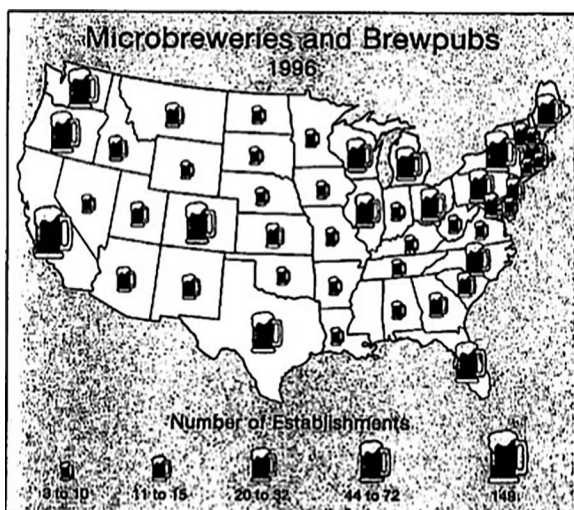 Microbreweries and Brewpubs
1996
Number of Establishments
3 to 10
11 to 15
20 to 32
44 to 72
148